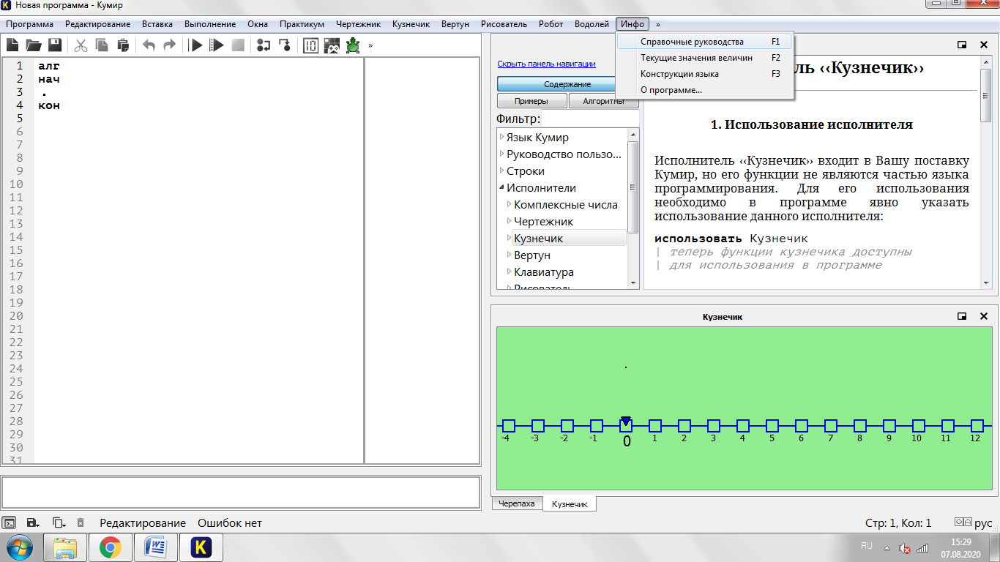 Новая программа - Кумир
Программа Редактирование Вставка Выполнение Окна Практикум Чертежник Кузнечик Вертун Рисователь Робот Водолей Инфо »
Справочные руководства F1
Текущие значения величин F2
Конструкции языка F3
О программе...
»
1 алг
2 нач
3 .
4 кон
5
6
7
8
9
10
11
12
13
14
15
16
17
18
19
20
21
22
23
24
25
26
27
28
29
30
31
Скрыть панель навигации
Содержание
Примеры Алгоритмы
Фильтр:
Язык Кумир
Руководство пользо...
Строки
Исполнители
Комплексные числа
Чертежник
Кузнечик
Вертун
Клавиатура
Рисователь
ль ‹‹Кузнечик››
1. Использование исполнителя
Исполнитель ‹‹Кузнечик›› входит в Вашу поставку
Кумир, но его функции не являются частью языка
программирования. Для его использования
необходимо в программе явно указать
использование данного исполнителя:
использовать Кузнечик
| теперь функции кузнечика доступны
| для использования в программе
Кузнечик
-4 -3 -2 -1 0 1 2 3 4 5 6 7 8 9 10 11 12
Черепаха Кузнечик
Редактирование Ошибок нет Стр: 1, Кол: 1 рус
RU 15:29
07.08.2020